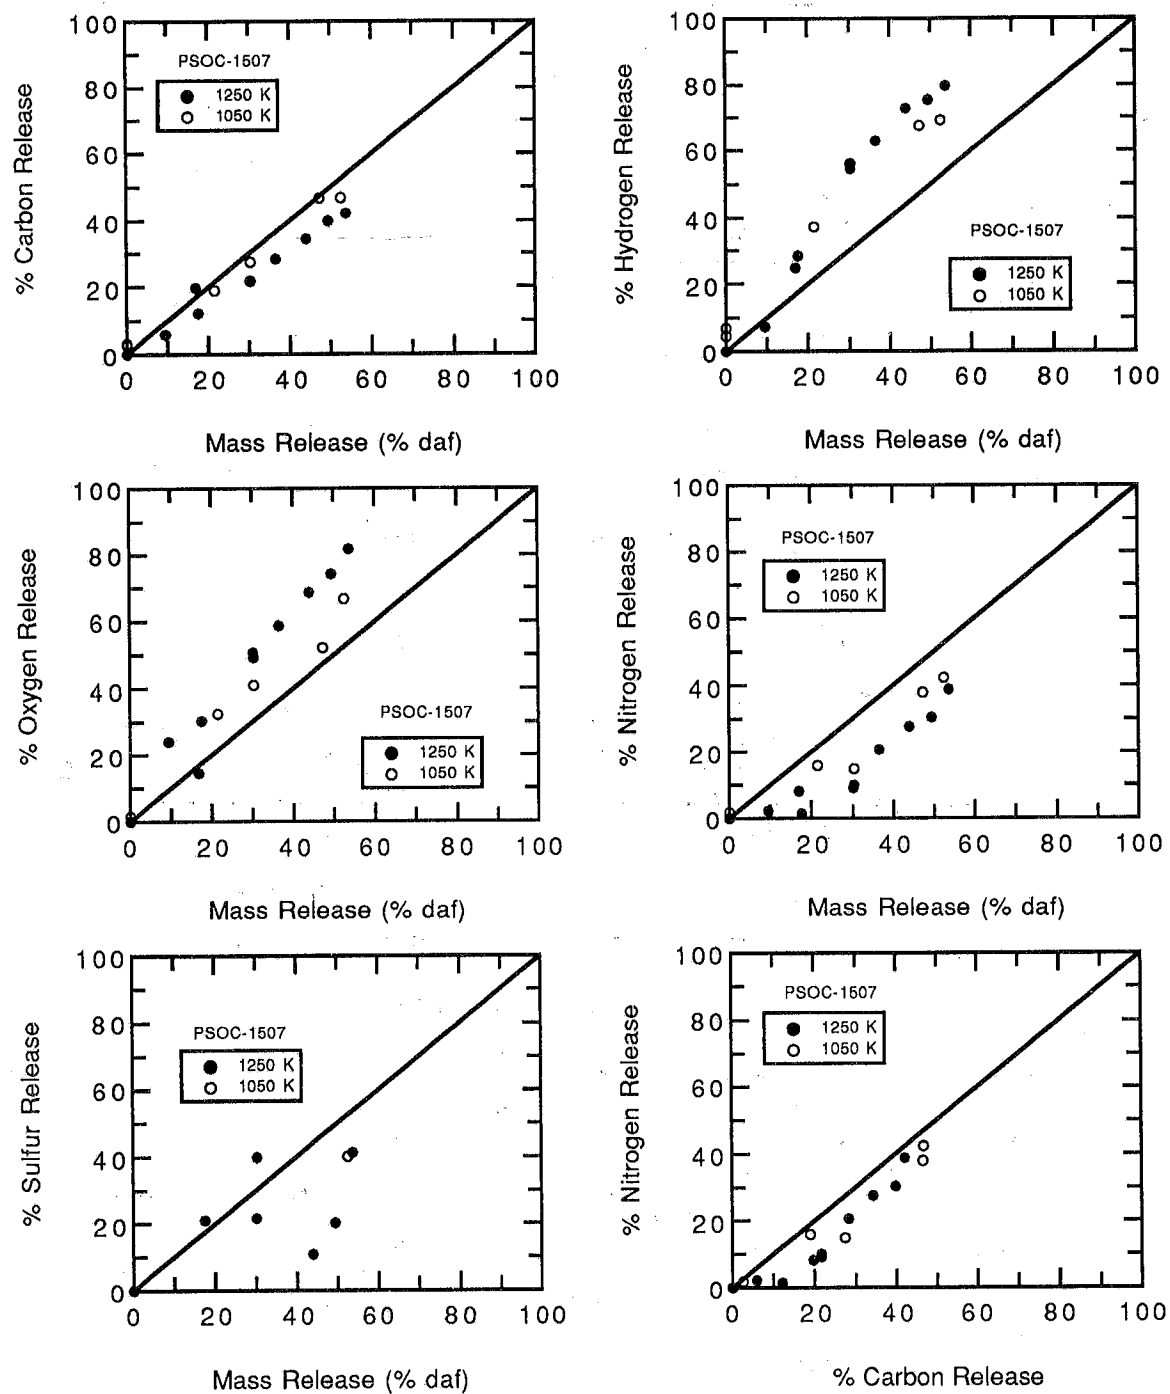 100
80
60
40
20
0
% Carbon Release
PSOC-1507
1250 K
1050 K
0 20 40 60 80 100
Mass Release (% daf)
100
80
60
40
20
0
% Hydrogen Release
PSOC-1507
1250 K
1050 K
0 20 40 60 80 100
Mass Release (% daf)
100
80
60
40
20
0
% Oxygen Release
PSOC-1507
1250 K
1050 K
0 20 40 60 80 100
Mass Release (% daf)
100
80
60
40
20
0
% Nitrogen Release
PSOC-1507
1250 K
1050 K
0 20 40 60 80 100
Mass Release (% daf)
100
80
60
40
20
0
% Sulfur Release
PSOC-1507
1250 K
1050 K
0 20 40 60 80 100
Mass Release (% daf)
100
80
60
40
20
0
% Nitrogen Release
PSOC-1507
1250 K
1050 K
0 20 40 60 80 100
% Carbon Release